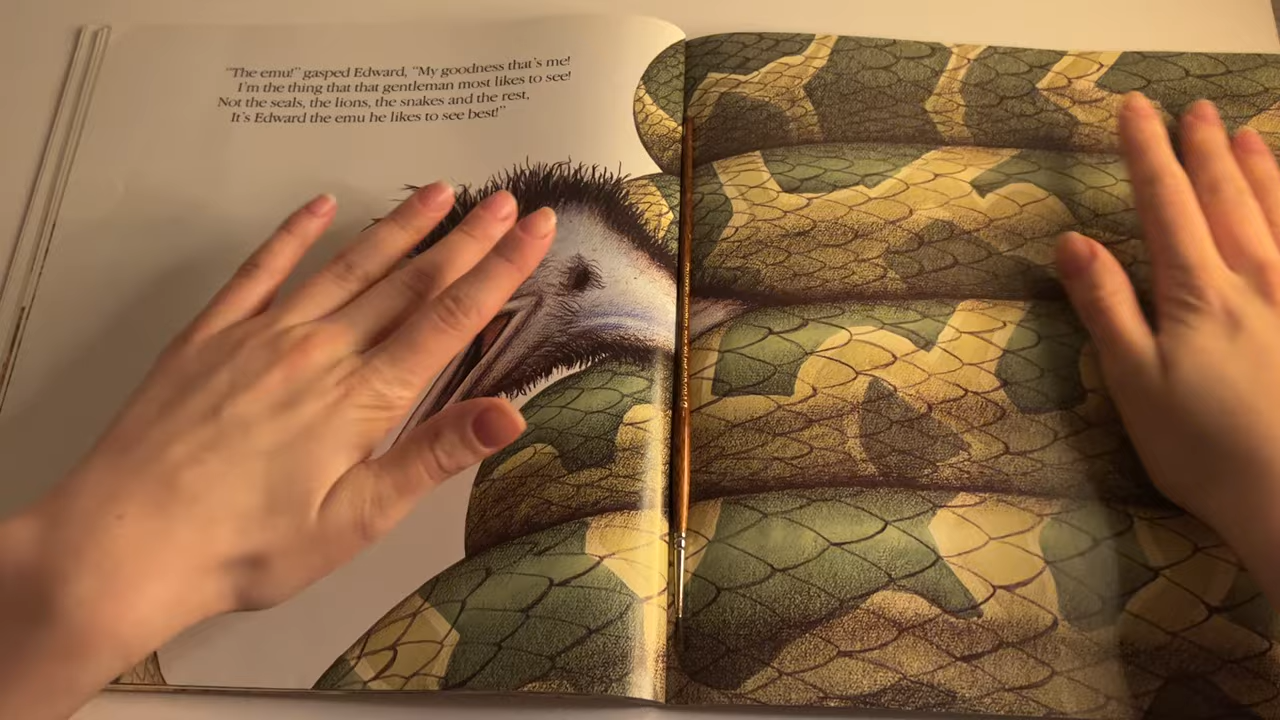 "The emu!" gasped Edward, "My goodness that's me!
I'm the thing that that gentleman most likes to see!
Not the seals, the lions, the snakes and the rest,
It's Edward the emu he likes to see best!"